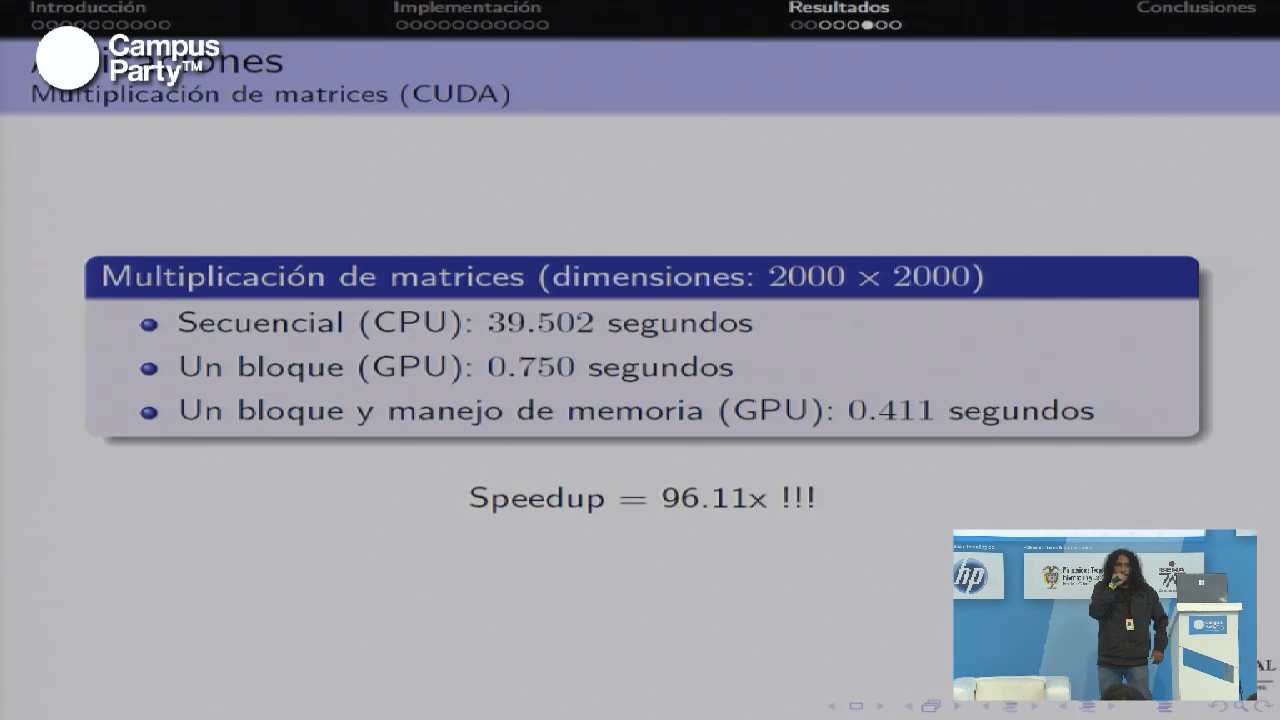 Introducción
Implementación
Resultados
Conclusiones
Campus
Party™
Aplicaciones
Multiplicación de matrices (CUDA)
Multiplicación de matrices (dimensiones: 2000 × 2000)
Secuencial (CPU): 39.502 segundos
Un bloque (GPU): 0.750 segundos
Un bloque y manejo de memoria (GPU): 0.411 segundos
Speedup = 96.11x !!!
hp